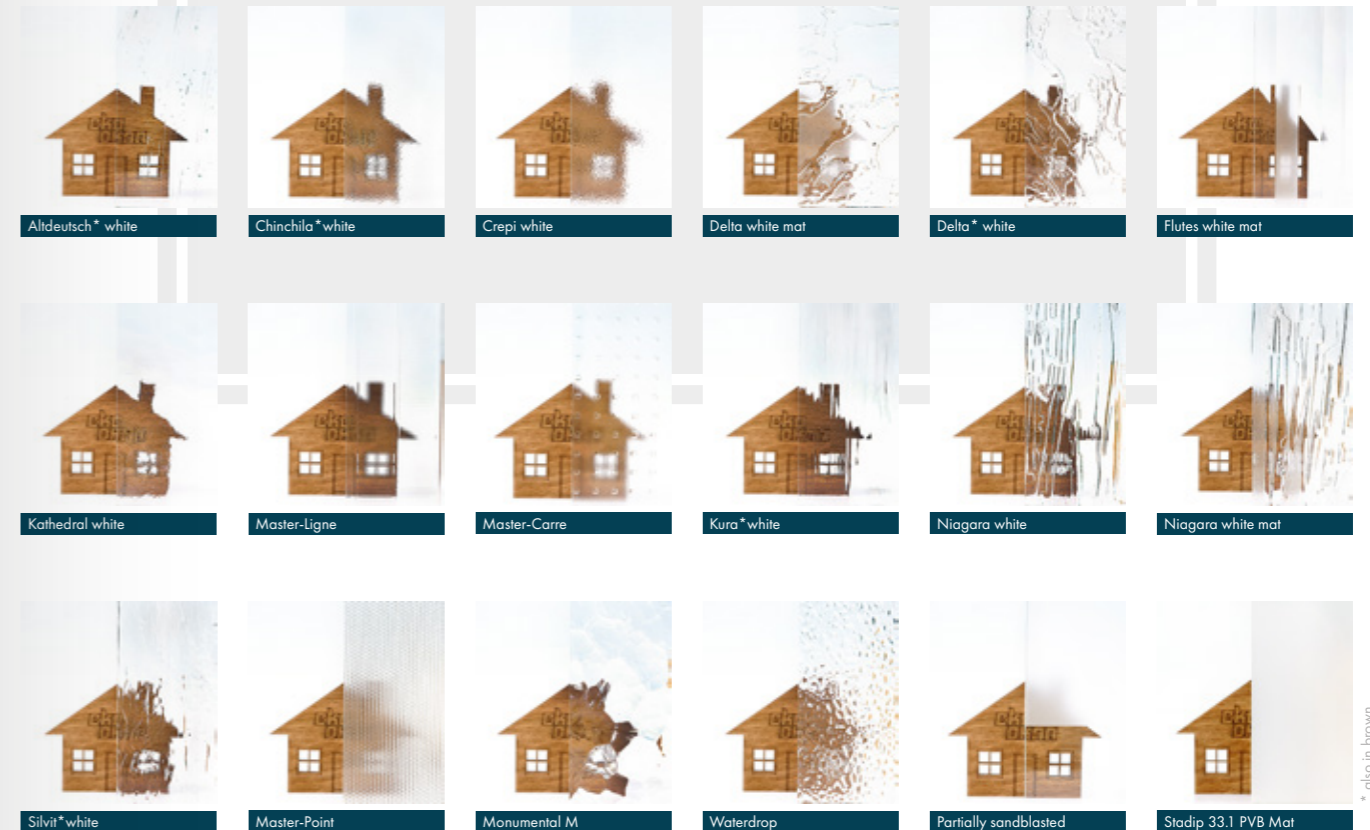 Altdeutsch* white
Chinchila*white
Crepi white
Delta white mat
Delta* white
Flutes white mat
Kathedral white
Master-Ligne
Master-Carre
Kura*white
Niagara white
Niagara white mat
Silvit*white
Master-Point
Monumental M
Waterdrop
Partially sandblasted
Stadip 33.1 PVB Mat
* also in brown